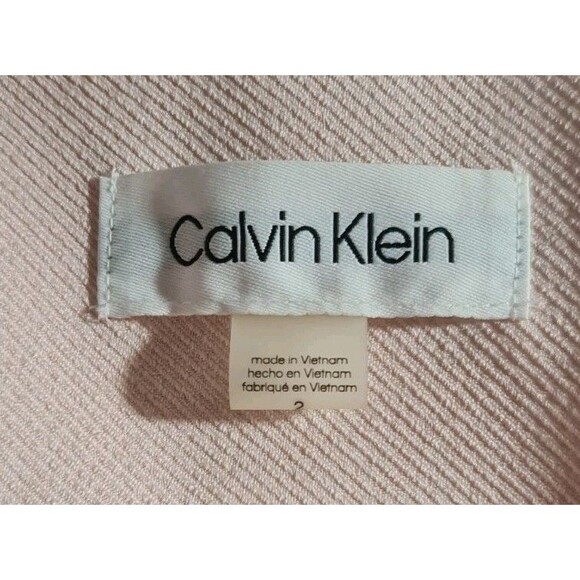 Calvin Klein
made in Vietnam
hecho en Vietnam
fabriqué en Vietnam
2